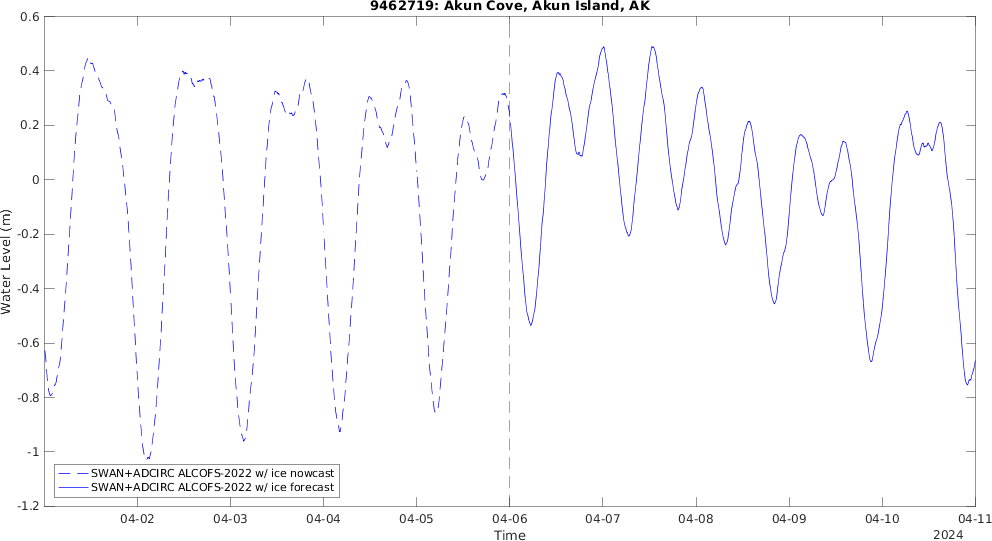 9462719: Akun Cove, Akun Island, AK
0.6
0.4
0.2
0
-0.2
-0.4
-0.6
-0.8
-1
-1.2
Water Level (m)
SWAN+ADCIRC ALCOFS-2022 w/ ice nowcast
SWAN+ADCIRC ALCOFS-2022 w/ ice forecast
04-02 04-03 04-04 04-05 04-06 04-07 04-08 04-09 04-10 04-11
Time
2024